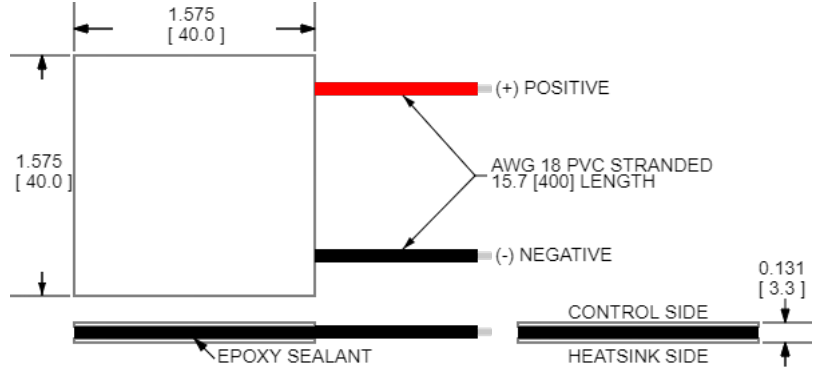 1.575
[ 40.0 ]
(+) POSITIVE
1.575
[ 40.0 ]
AWG 18 PVC STRANDED
15.7 [400] LENGTH
(-) NEGATIVE
0.131
[ 3.3 ]
CONTROL SIDE
EPOXY SEALANT
HEATSINK SIDE